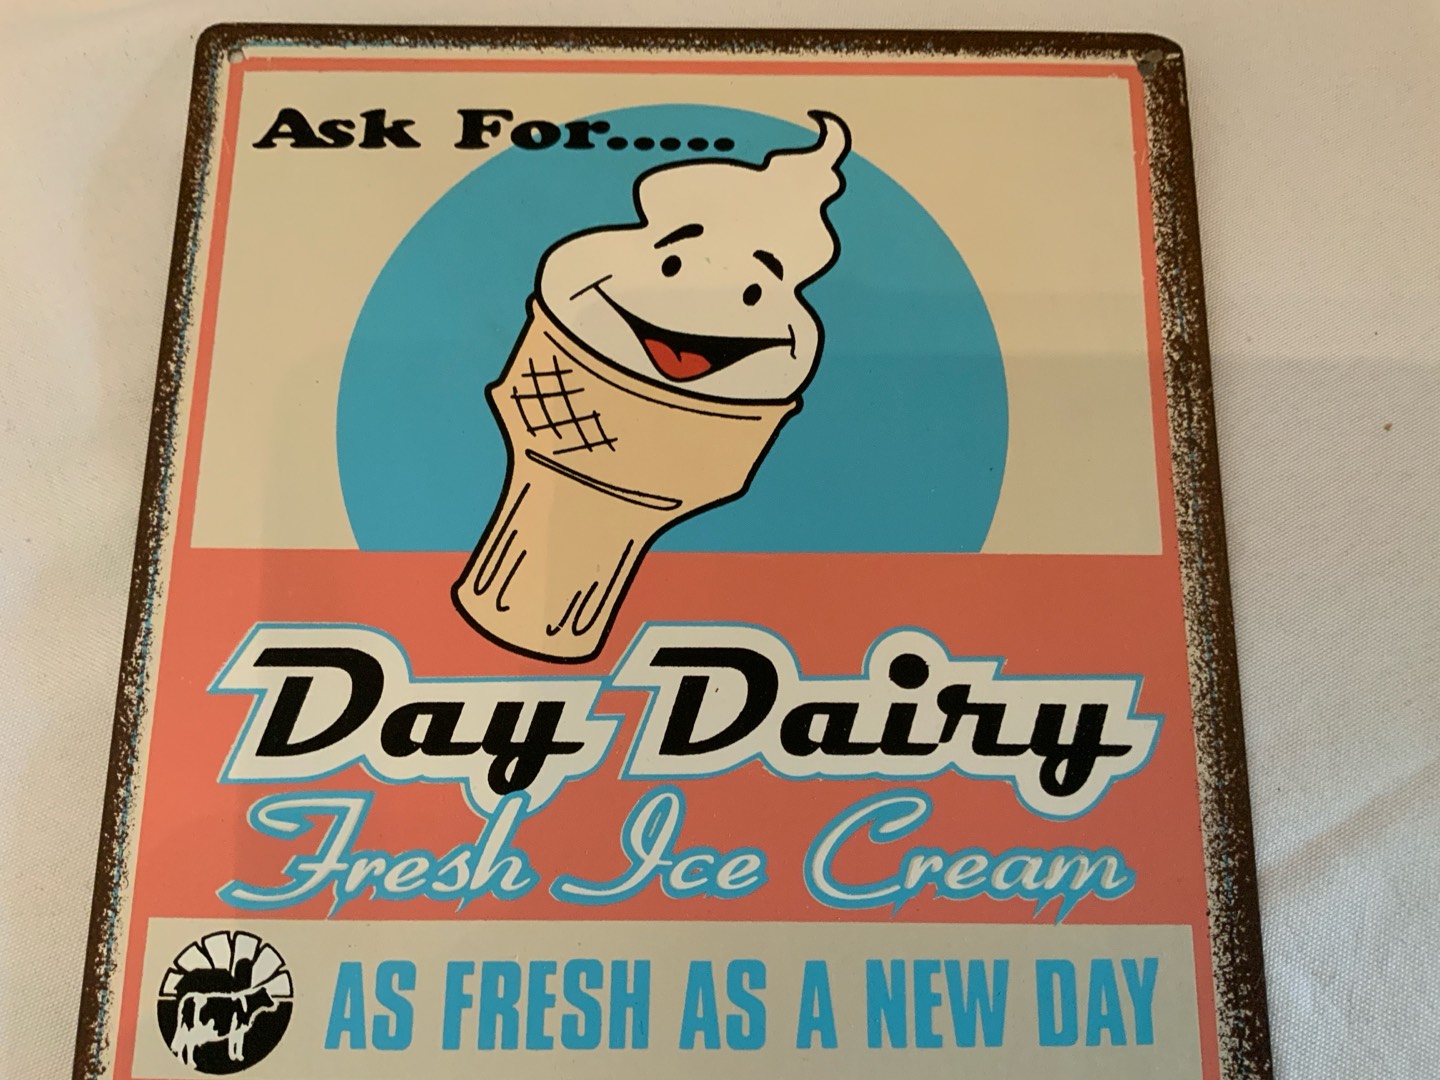 Ask For.....
Day Dairy
Fresh Ice Cream
AS FRESH AS A NEW DAY